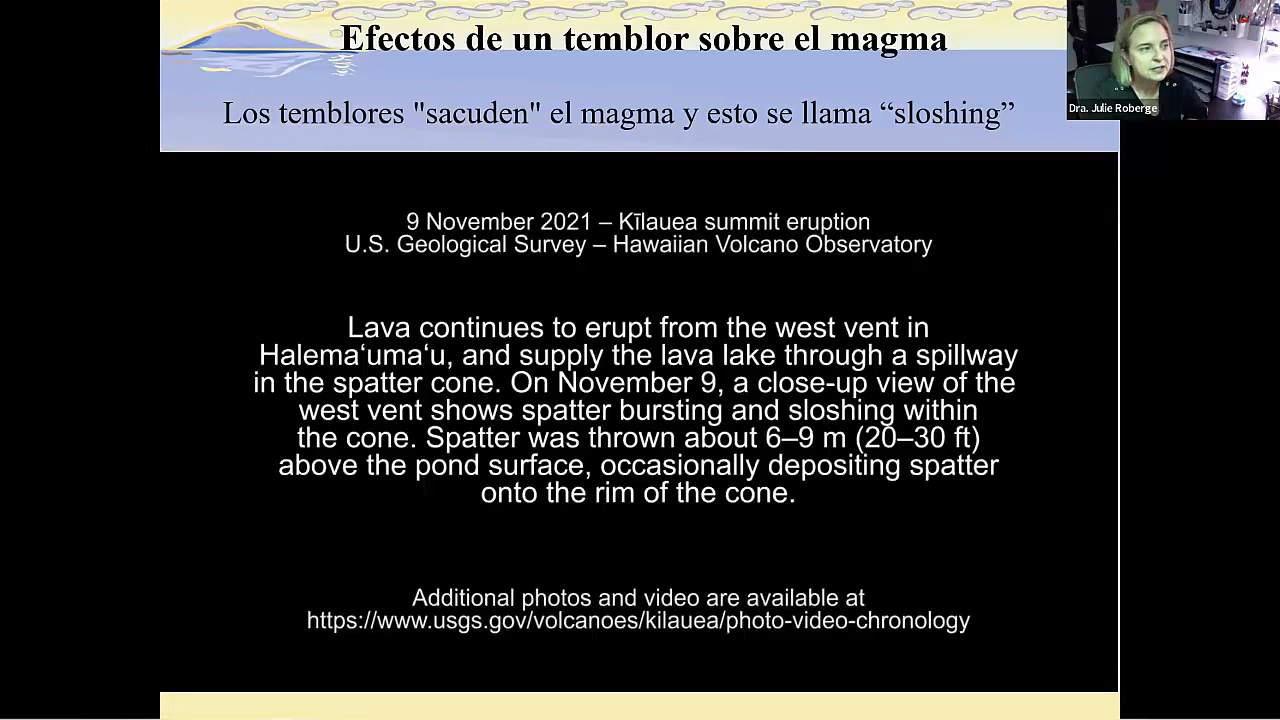 Efectos de un temblor sobre el magma
Dra. Julie Roberge
Los temblores "sacuden" el magma y esto se llama “sloshing”
9 November 2021 – Kīlauea summit eruption
U.S. Geological Survey – Hawaiian Volcano Observatory
Lava continues to erupt from the west vent in
Halemaʻumaʻu, and supply the lava lake through a spillway
in the spatter cone. On November 9, a close-up view of the
west vent shows spatter bursting and sloshing within
the cone. Spatter was thrown about 6–9 m (20–30 ft)
above the pond surface, occasionally depositing spatter
onto the rim of the cone.
Additional photos and video are available at
https://www.usgs.gov/volcanoes/kilauea/photo-video-chronology